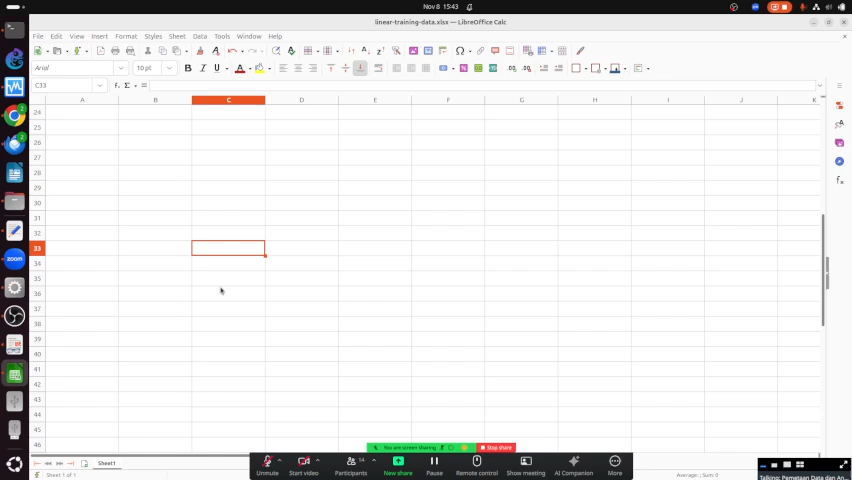 Nov 8 15:43
linear-training-data.xlsx — LibreOffice Calc
File Edit View Insert Format Styles Sheet Data Tools Window Help
Arial 10 pt
C33
A B C D E F G H I J K
24
25
26
27
28
29
30
31
32
33
34
35
36
37
38
39
40
41
42
43
44
45
46
You are screen sharing Stop share
Sheet1
Unmute Start video Participants 14 New share Pause Remote control Show meeting AI Companion More
Sheet 1 of 1
Average: ; Sum: 0
Talking: Pemetaan Data dan An...
zoom